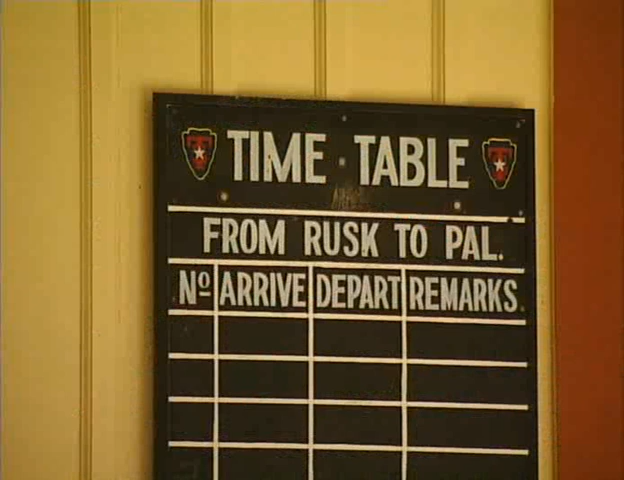 TIME TABLE
FROM RUSK TO PAL.
Nº ARRIVE DEPART REMARKS